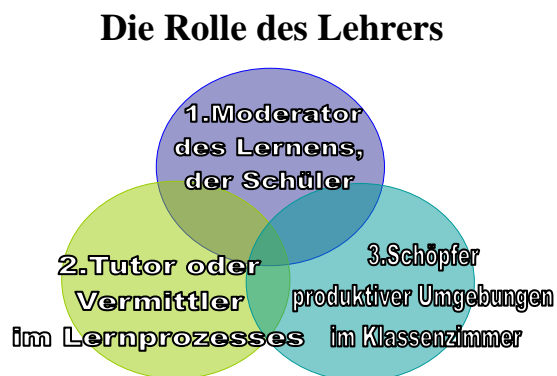 Die Rolle des Lehrers
1.Moderator
des Lernens,
der Schüler
2.Tutor oder
Vermittler
im Lernprozesses
3.Schöpfer
produktiver Umgebungen
im Klassenzimmer